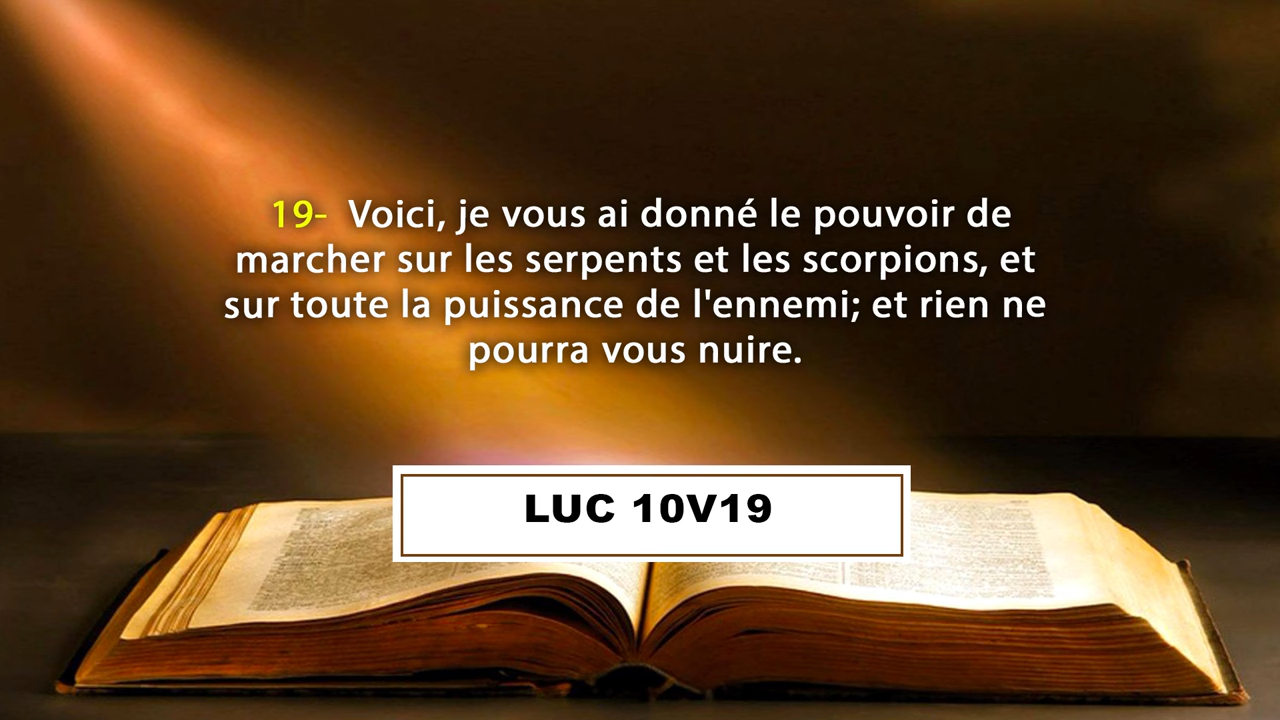 19- Voici, je vous ai donné le pouvoir de
marcher sur les serpents et les scorpions, et
sur toute la puissance de l'ennemi; et rien ne
pourra vous nuire.
LUC 10V19